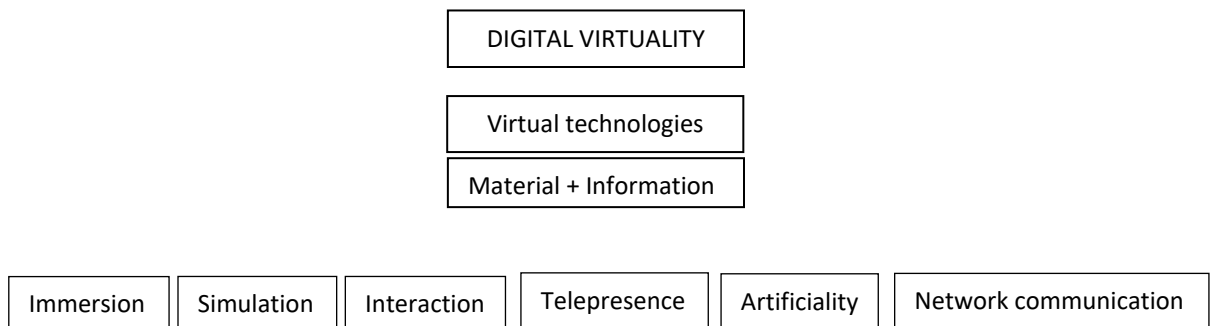 DIGITAL VIRTUALITY
Virtual technologies
Material + Information
Immersion
Simulation
Interaction
Telepresence
Artificiality
Network communication